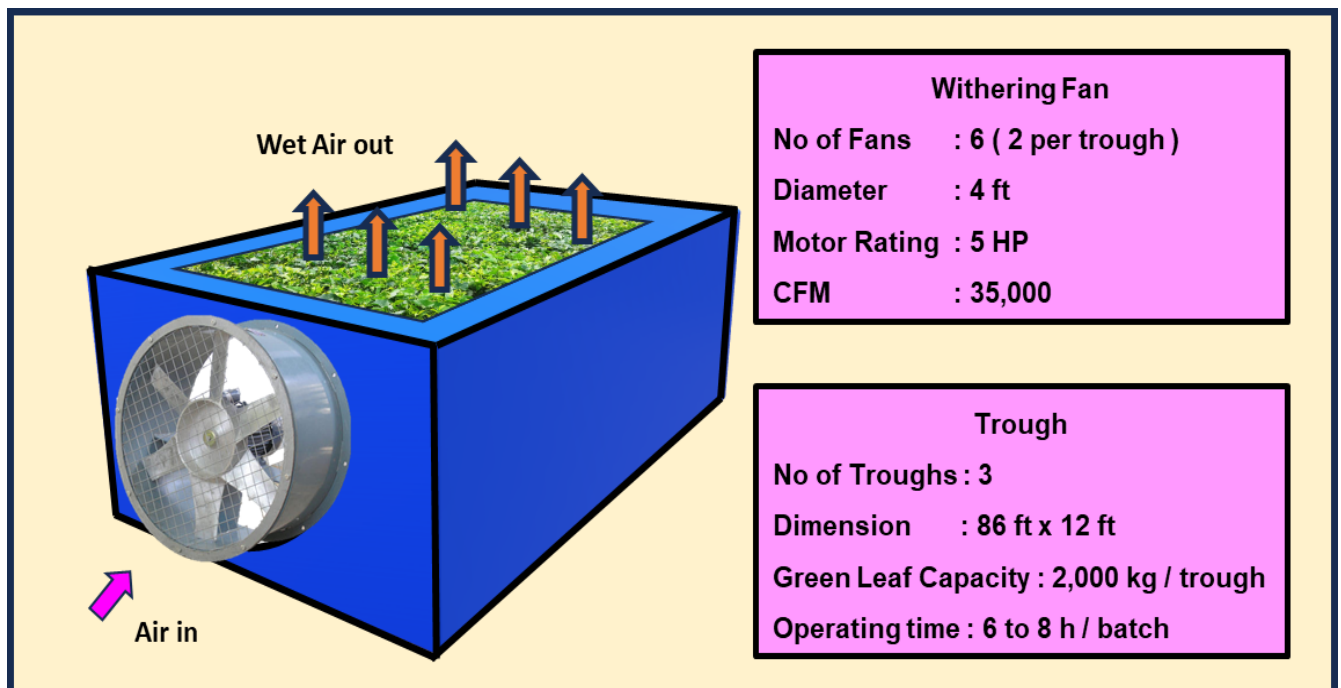 Wet Air out
Air in
Withering Fan
No of Fans : 6 ( 2 per trough )
Diameter : 4 ft
Motor Rating : 5 HP
CFM : 35,000
Trough
No of Troughs : 3
Dimension : 86 ft x 12 ft
Green Leaf Capacity : 2,000 kg / trough
Operating time : 6 to 8 h / batch